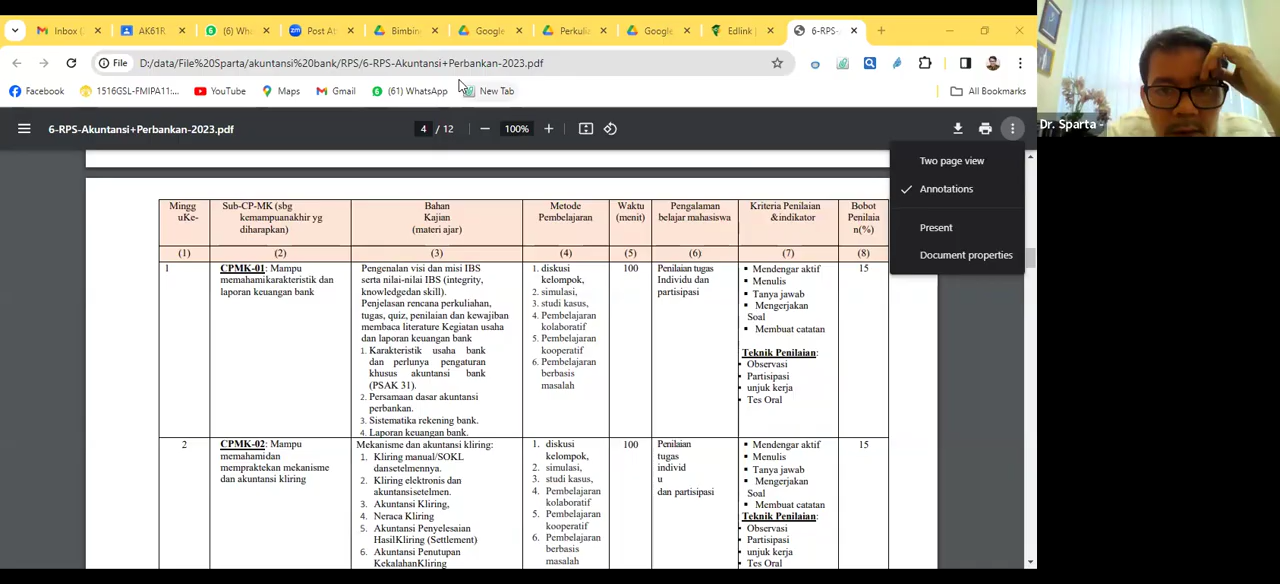 Inbox (
AK61R
(6) Wh
Post At
Bimbin
Google
Perkuli
Google
Edlink |
6-RPS-
File
D:/data/File%20Sparta/akuntansi%20bank/RPS/6-RPS-Akuntansi+Perbankan-2023.pdf
Facebook
1516GSL-FMIPA11:...
YouTube
Maps
Gmail
(61) WhatsApp
New Tab
All Bookmarks
6-RPS-Akuntansi+Perbankan-2023.pdf
4 / 12
100%
Two page view
Annotations
Present
Document properties
Dr. Sparta -
Mingg
uKe-
Sub-CP-MK (sbg
kemampuanakhir yg
diharapkan)
Bahan
Kajian
(materi ajar)
Metode
Pembelajaran
Waktu
(menit)
Pengalaman
belajar mahasiswa
Kriteria Penilaian
&indikator
Bobot
Penilaia
n(%)
(1)
(2)
(3)
(4)
(5)
(6)
(7)
(8)
1
CPMK-01: Mampu
memahamikarakteristik dan
laporan keuangan bank
Pengenalan visi dan misi IBS
serta nilai-nilai IBS (integrity,
knowledgedan skill).
Penjelasan rencana perkuliahan,
tugas, quiz, penilaian dan kewajiban
membaca literature Kegiatan usaha
dan laporan keuangan bank
1. Karakteristik usaha bank
dan perlunya pengaturan
khusus akuntansi bank
(PSAK 31).
2. Persamaan dasar akuntansi
perbankan.
3. Sistematika rekening bank.
4. Laporan keuangan bank.
1. diskusi
kelompok,
2. simulasi,
3. studi kasus,
4. Pembelajaran
kolaboratif
5. Pembelajaran
kooperatif
6. Pembelajaran
berbasis
masalah
100
Penilaian tugas
Individu dan
partisipasi
▪ Mendengar aktif
▪ Menulis
▪ Tanya jawab
▪ Mengerjakan
Soal
▪ Membuat catatan
Teknik Penilaian:
• Observasi
• Partisipasi
• unjuk kerja
• Tes Oral
15
2
CPMK-02: Mampu
memahamidan
mempraktekan mekanisme
dan akuntansi kliring
Mekanisme dan akuntansi kliring:
1. Kliring manual/SOKL
dansetelmennya.
2. Kliring elektronis dan
akuntansisetelmen.
3. Akuntansi Kliring,
4. Neraca Kliring
5. Akuntansi Penyelesaian
HasilKliring (Settlement)
6. Akuntansi Penutupan
KekalahanKliring
1. diskusi
kelompok,
2. simulasi,
3. studi kasus,
4. Pembelajaran
kolaboratif
5. Pembelajaran
kooperatif
6. Pembelajaran
berbasis
masalah
100
Penilaian
tugas
individ
u
dan partisipasi
▪ Mendengar aktif
▪ Menulis
▪ Tanya jawab
▪ Mengerjakan
Soal
▪ Membuat catatan
Teknik Penilaian:
• Observasi
• Partisipasi
• unjuk kerja
• Tes Oral
15